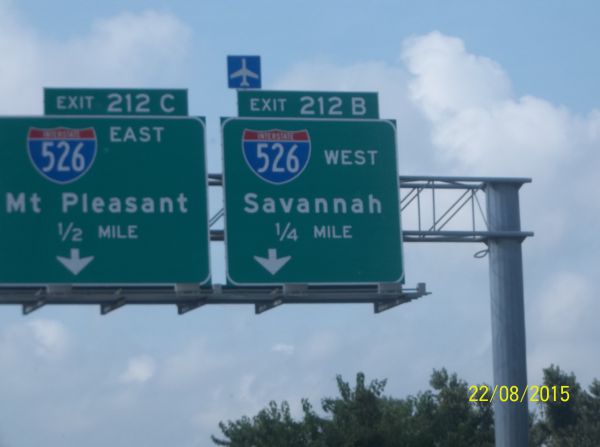 EXIT 212 C
INTERSTATE
526
EAST
Mt Pleasant
1/2 MILE
EXIT 212 B
INTERSTATE
526
WEST
Savannah
1/4 MILE
22/08/2015